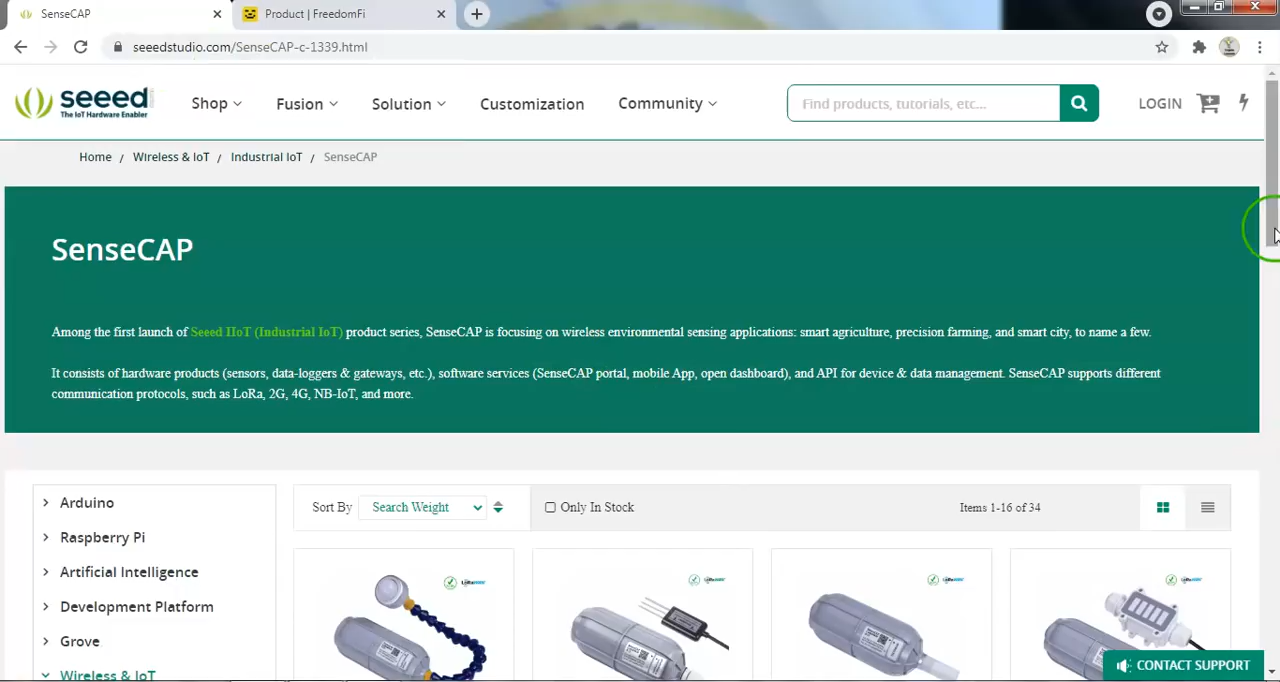 SenseCAP
Product | FreedomFi
seeedstudio.com/SenseCAP-c-1339.html
seeed
The IoT Hardware Enabler
Shop
Fusion
Solution
Customization
Community
Find products, tutorials, etc...
LOGIN
Home / Wireless & IoT / Industrial IoT / SenseCAP
SenseCAP
Among the first launch of Seeed IIoT (Industrial IoT) product series, SenseCAP is focusing on wireless environmental sensing applications: smart agriculture, precision farming, and smart city, to name a few.
It consists of hardware products (sensors, data-loggers & gateways, etc.), software services (SenseCAP portal, mobile App, open dashboard), and API for device & data management. SenseCAP supports different
communication protocols, such as LoRa, 2G, 4G, NB-IoT, and more.
Arduino
Raspberry Pi
Artificial Intelligence
Development Platform
Grove
Wireless & IoT
Sort By Search Weight
Only In Stock
Items 1-16 of 34
CONTACT SUPPORT